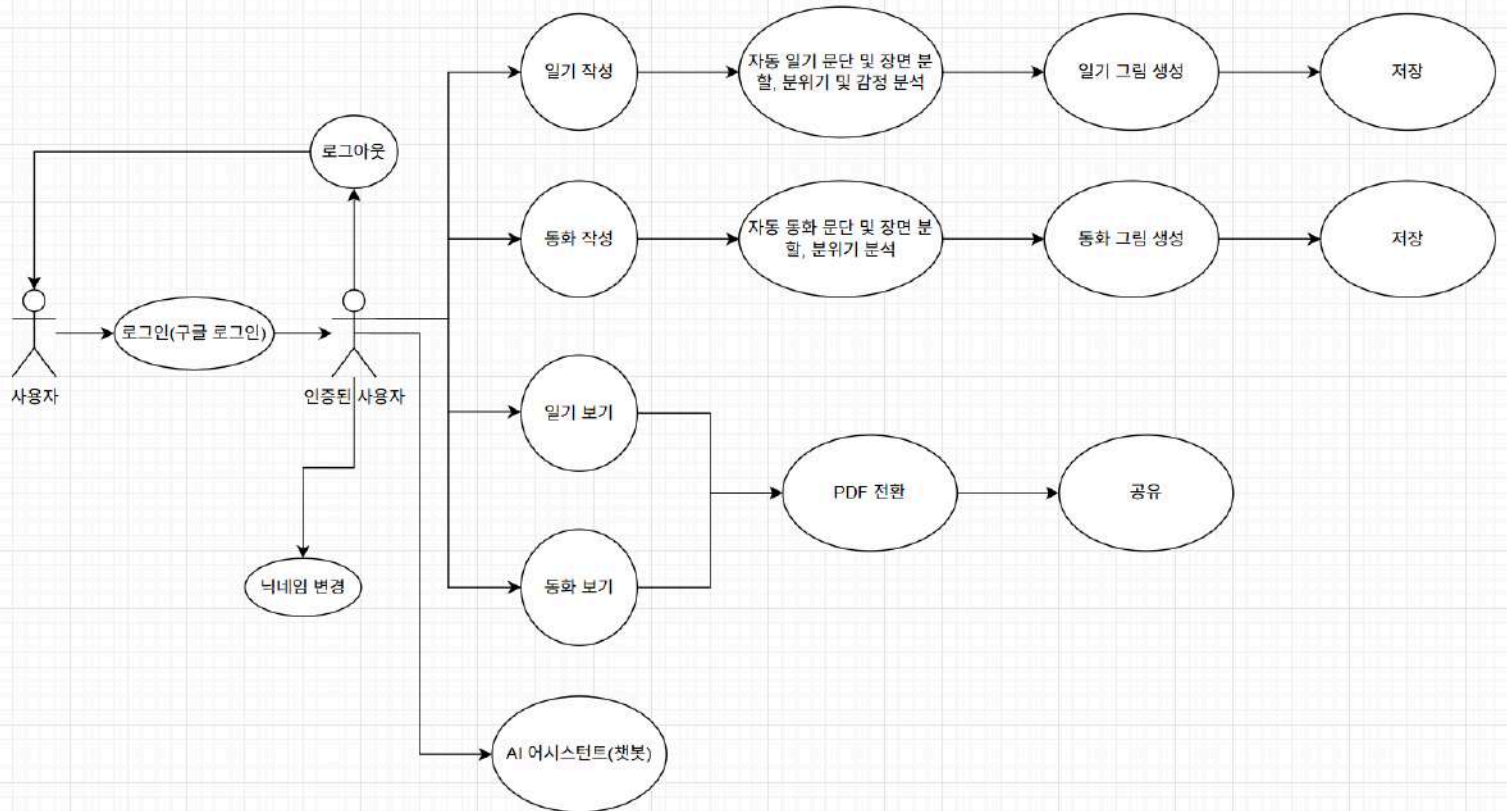 일기 작성
자동 일기 문단 및 장면 분
할, 분위기 및 감정 분석
일기 그림 생성
저장
로그아웃
동화 작성
자동 동화 문단 및 장면 분
할, 분위기 분석
동화 그림 생성
저장
로그인(구글 로그인)
사용자
인증된 사용자
일기 보기
PDF 전환
공유
닉네임 변경
동화 보기
AI 어시스턴트(챗봇)